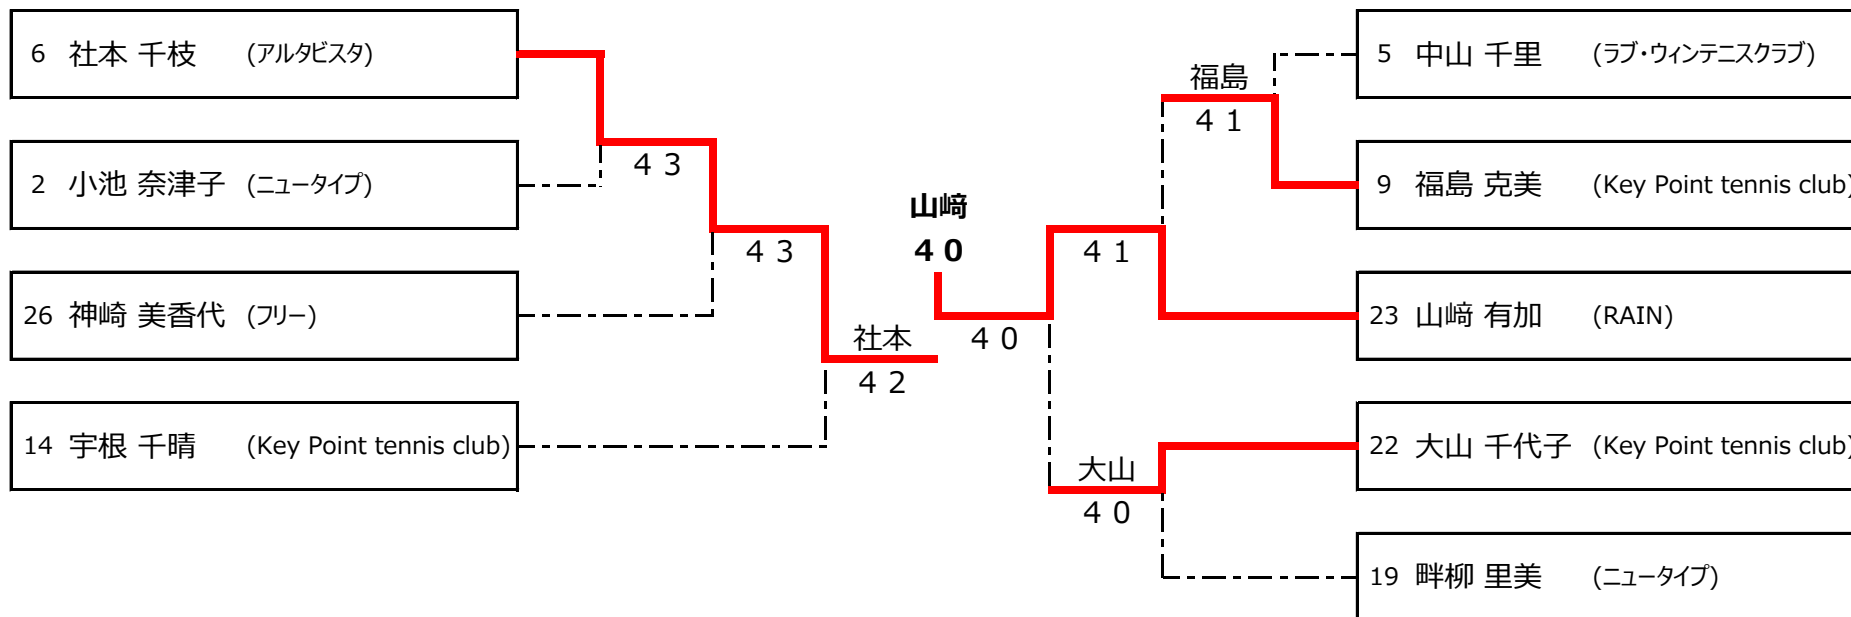 6 社本 千枝 (アルタビスタ)
2 小池 奈津子 (ニュータイプ)
26 神崎 美香代 (フリー)
14 宇根 千晴 (Key Point tennis club)
4 3
4 3
社本
4 2
山﨑
4 0
4 0
4 1
福島
4 1
大山
4 0
5 中山 千里 (ラブ・ウィンテニスクラブ)
9 福島 克美 (Key Point tennis club)
23 山﨑 有加 (RAIN)
22 大山 千代子 (Key Point tennis club)
19 畔柳 里美 (ニュータイプ)